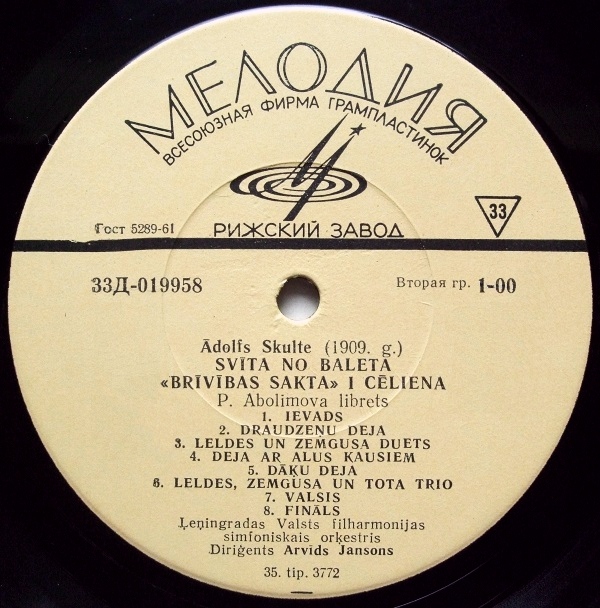 МЕЛОДИЯ
ВСЕСОЮЗНАЯ ФИРМА ГРАМПЛАСТИНОК
33
Гост 5289-61
РИЖСКИЙ ЗАВОД
33Д-019958
Вторая гр. 1-00
Ādolfs Skulte (1909. g.)
SVĪTA NO BALETA
«BRĪVĪBAS SAKTA» I CĒLIENA
P. Abolimova librets
1. IEVADS
2. DRAUDZEŅU DEJA
3. LELDES UN ZEMGUSA DUETS
4. DEJA AR ALUS KAUSIEM
5. DĀKU DEJA
6. LELDES, ZEMGUSA UN TOTA TRIO
7. VALSIS
8. FINĀLS
Ļeņingradas Valsts filharmonijas
simfoniskais orķestris
Diriģents Arvīds Jansons
35. tip. 3772